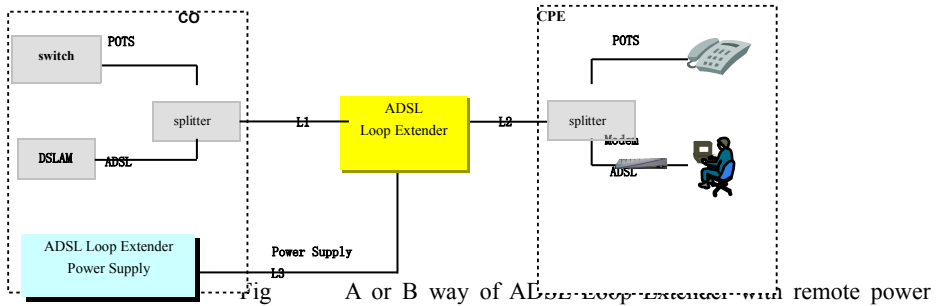 CO
CPE
switch
POTS
POTS
splitter
L1
ADSL
Loop Extender
L2
splitter
Modem
DSLAM
ADSL
ADSL
ADSL Loop Extender
Power Supply
Power Supply
L3
Fig A or B way of ADSL Loop Extender with remote power